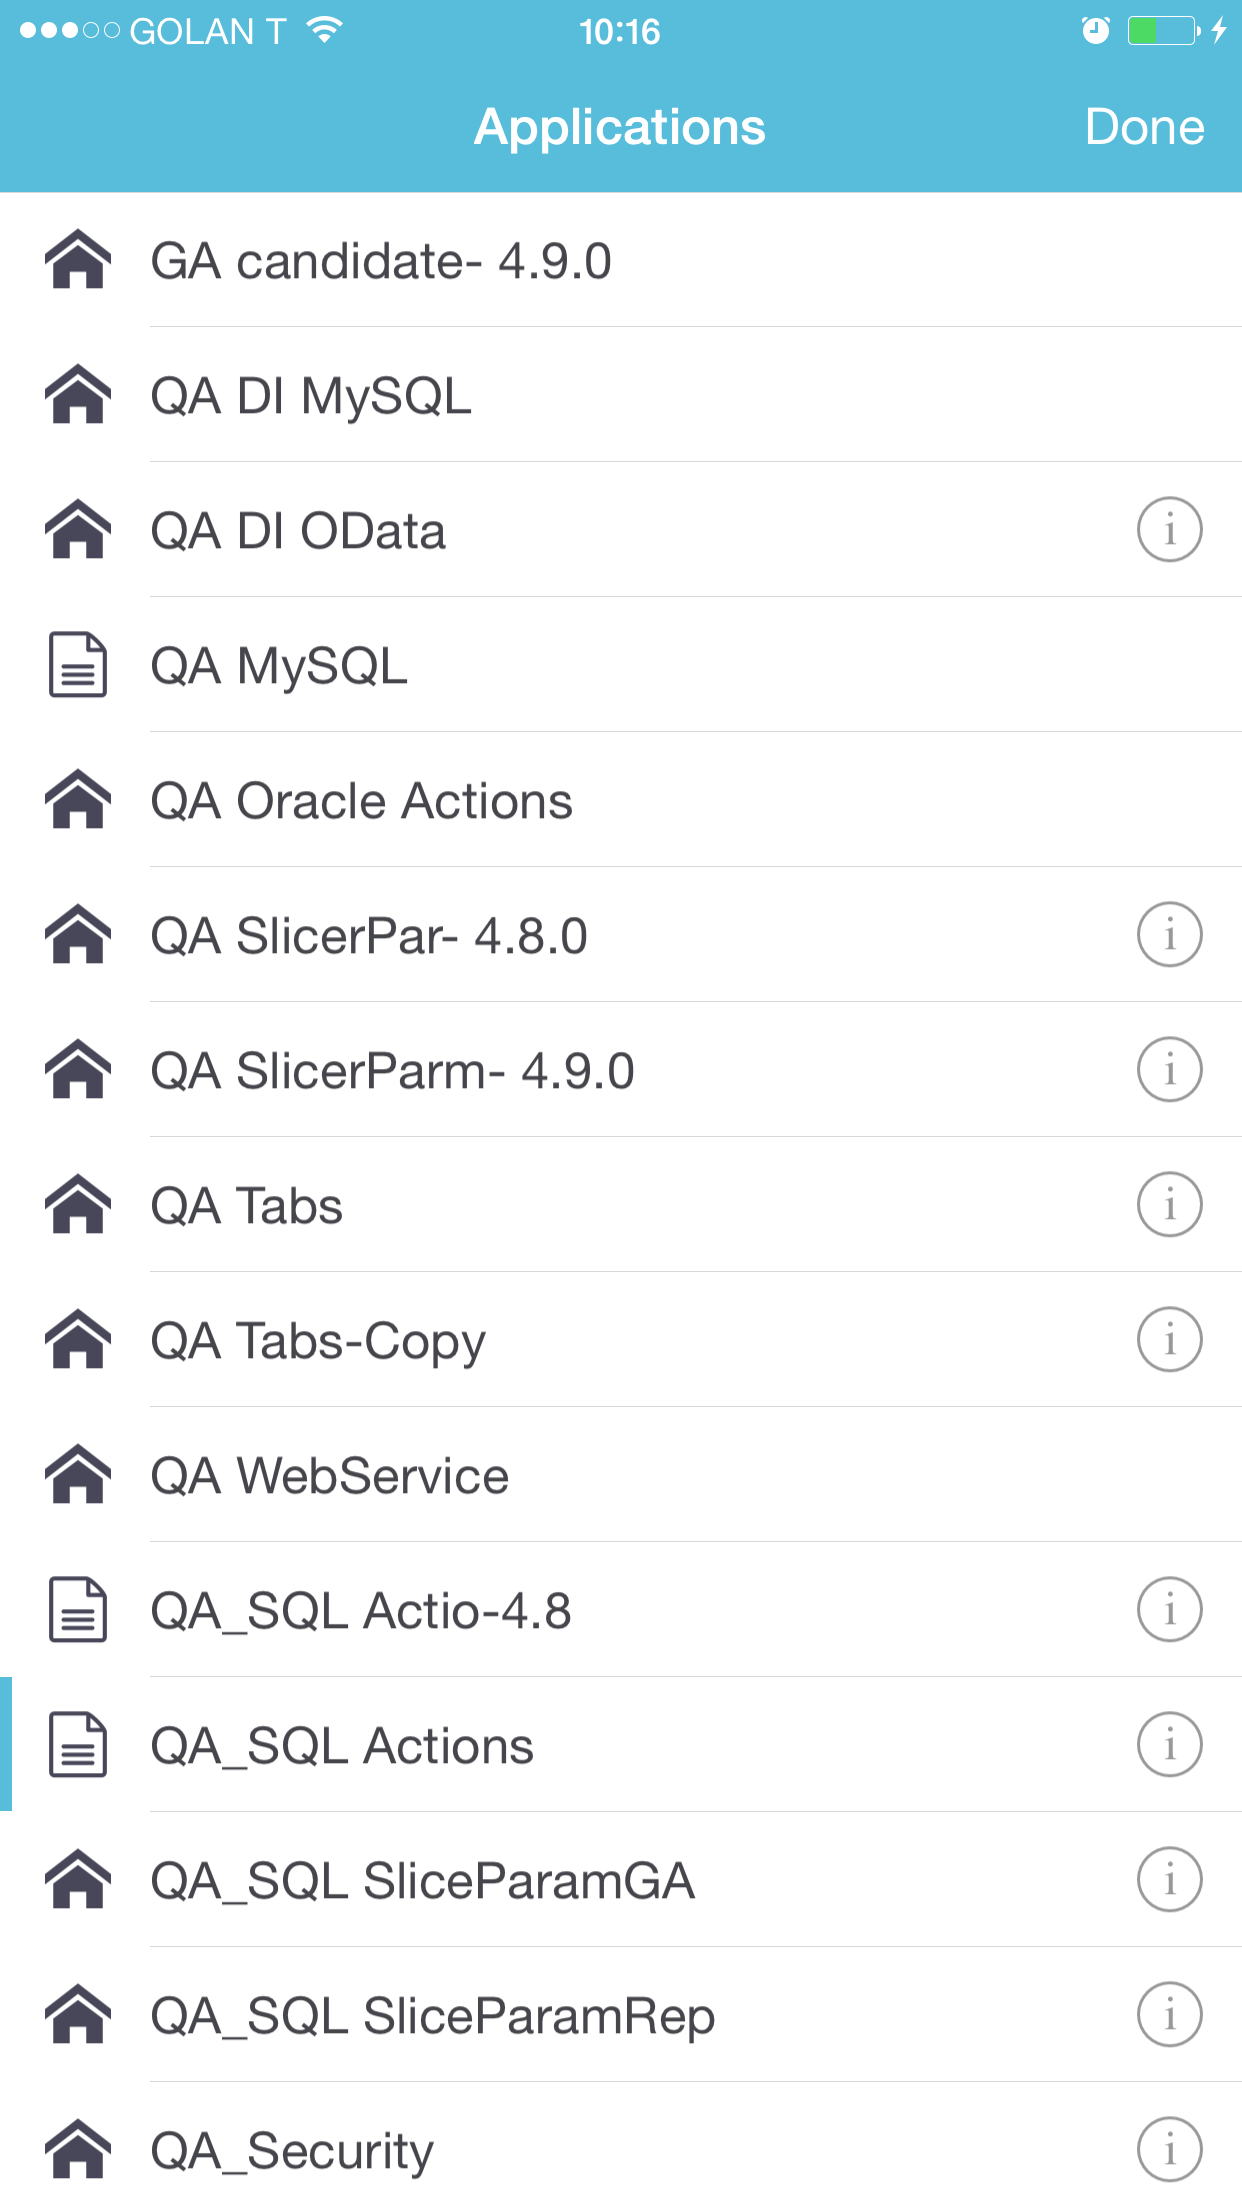 GOLAN T 10:16
Applications
Done
GA candidate- 4.9.0
QA DI MySQL
QA DI OData
i
QA MySQL
QA Oracle Actions
QA SlicerPar- 4.8.0
i
QA SlicerParm- 4.9.0
i
QA Tabs
i
QA Tabs-Copy
i
QA WebService
QA_SQL Actio-4.8
i
QA_SQL Actions
i
QA_SQL SliceParamGA
i
QA_SQL SliceParamRep
i
QA_Security
i